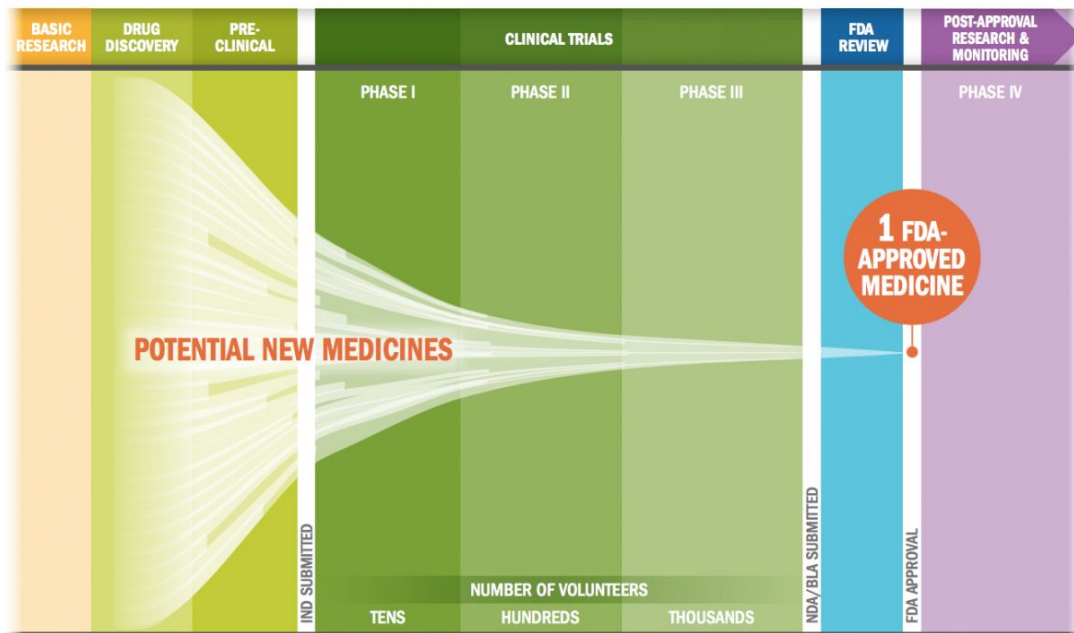 BASIC
RESEARCH
DRUG
DISCOVERY
PRE-
CLINICAL
CLINICAL TRIALS
FDA
REVIEW
POST-APPROVAL
RESEARCH &
MONITORING
PHASE I
PHASE II
PHASE III
PHASE IV
1 FDA-
APPROVED
MEDICINE
POTENTIAL NEW MEDICINES
IND SUBMITTED
NDA/BLA SUBMITTED
FDA APPROVAL
NUMBER OF VOLUNTEERS
TENS
HUNDREDS
THOUSANDS